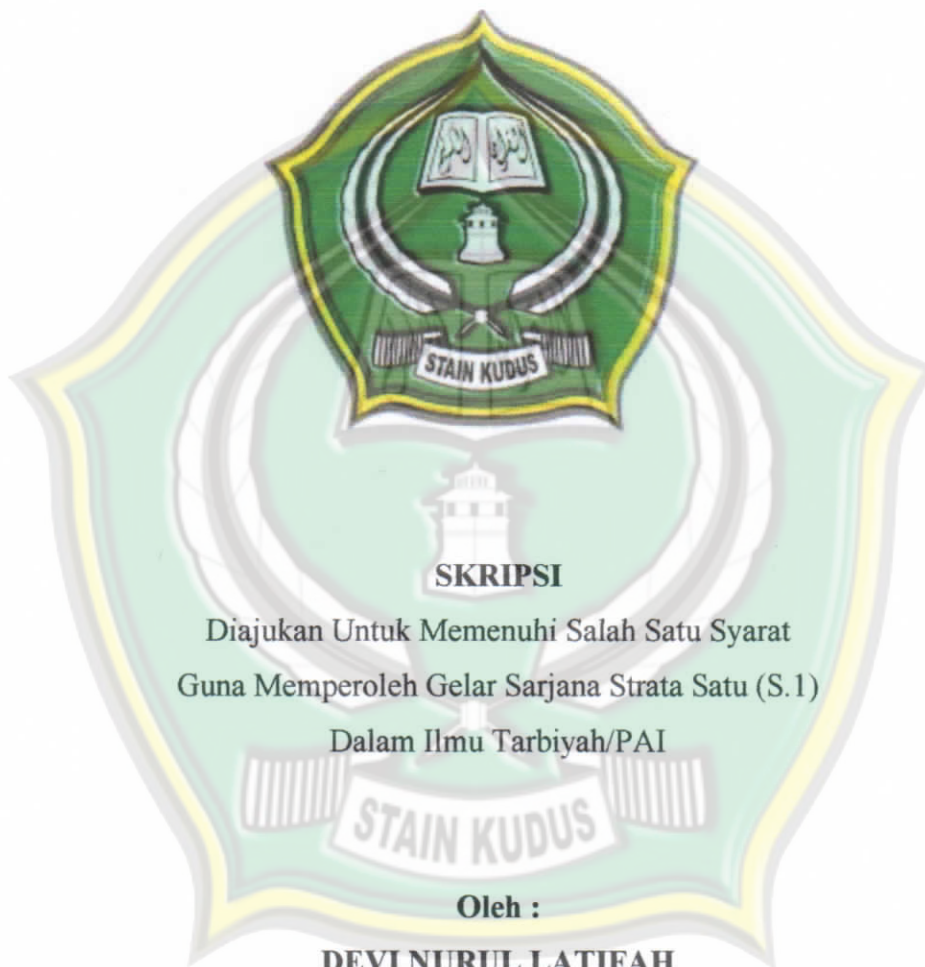 STAIN KUDUS
SKRIPSI
Diajukan Untuk Memenuhi Salah Satu Syarat
Guna Memperoleh Gelar Sarjana Strata Satu (S.1)
Dalam Ilmu Tarbiyah/PAI
STAIN KUDUS
Oleh :
DEVI NURUL LATIFAH